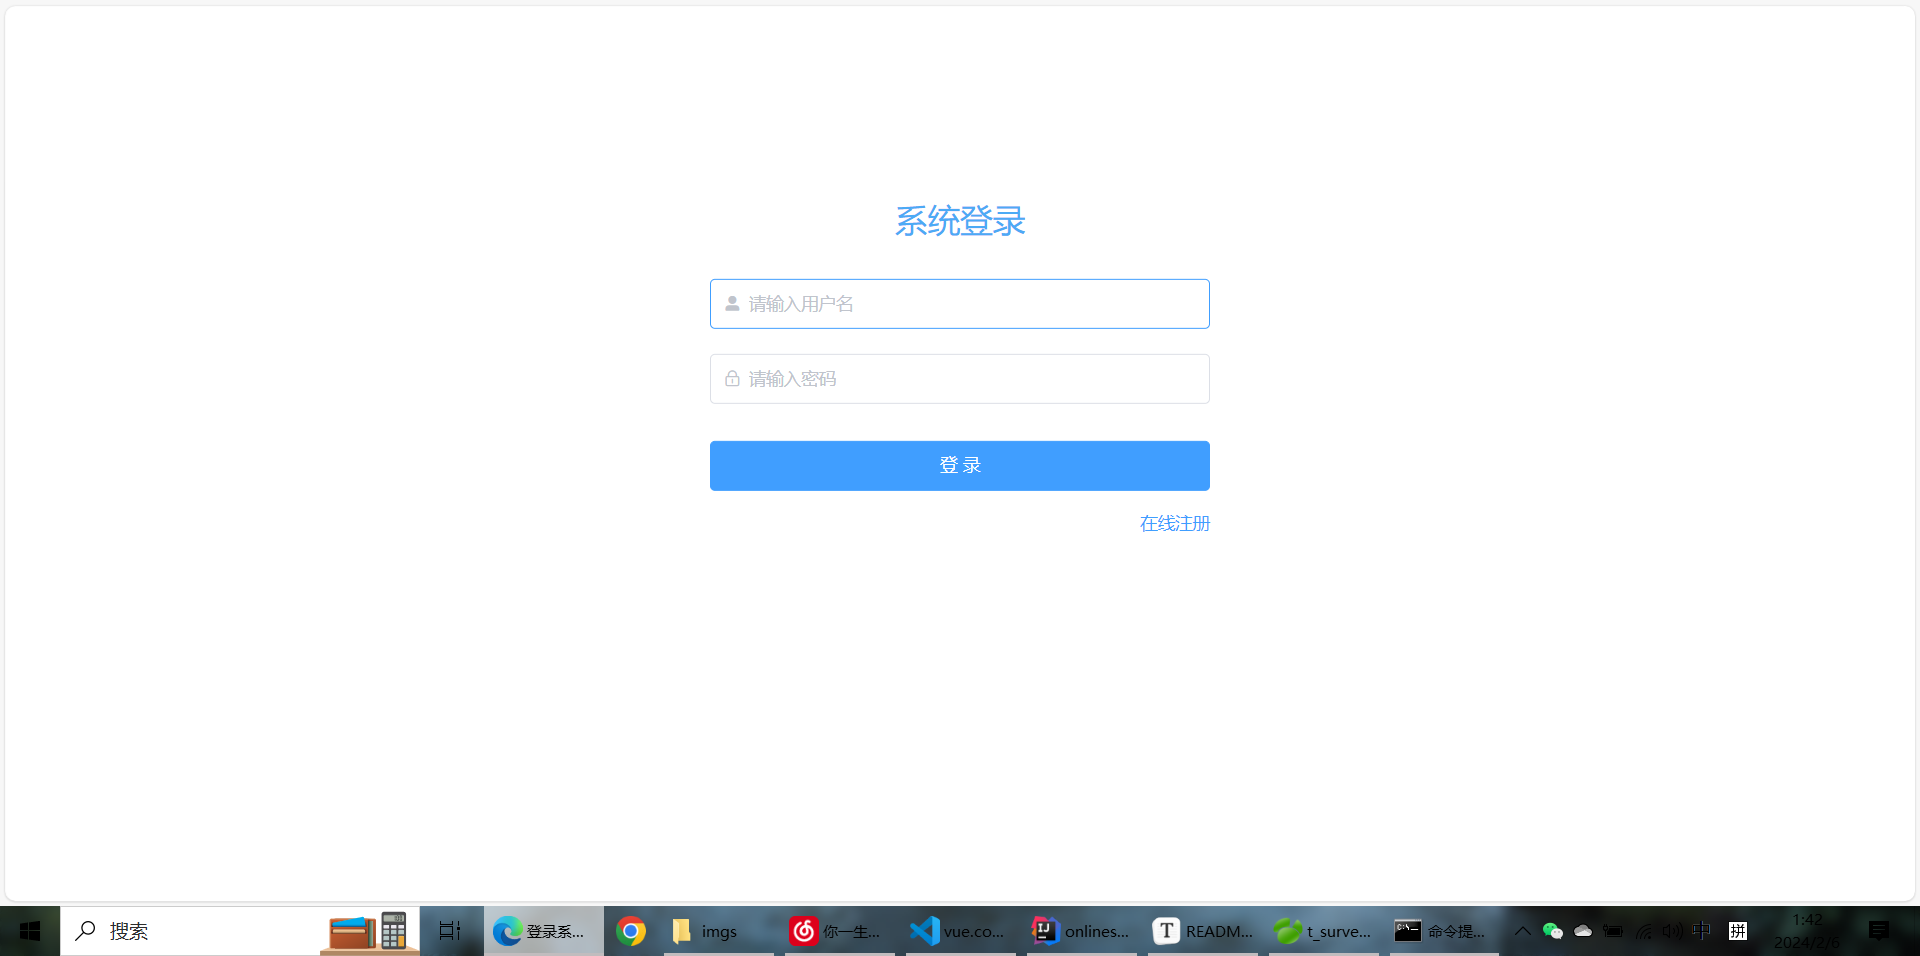 系统登录
请输入用户名
请输入密码
登 录
在线注册
搜索
登录系...
imgs
你一生...
vue.co...
onlines...
READM...
t_surve...
命令提...
中
拼
1:42
2024/2/6